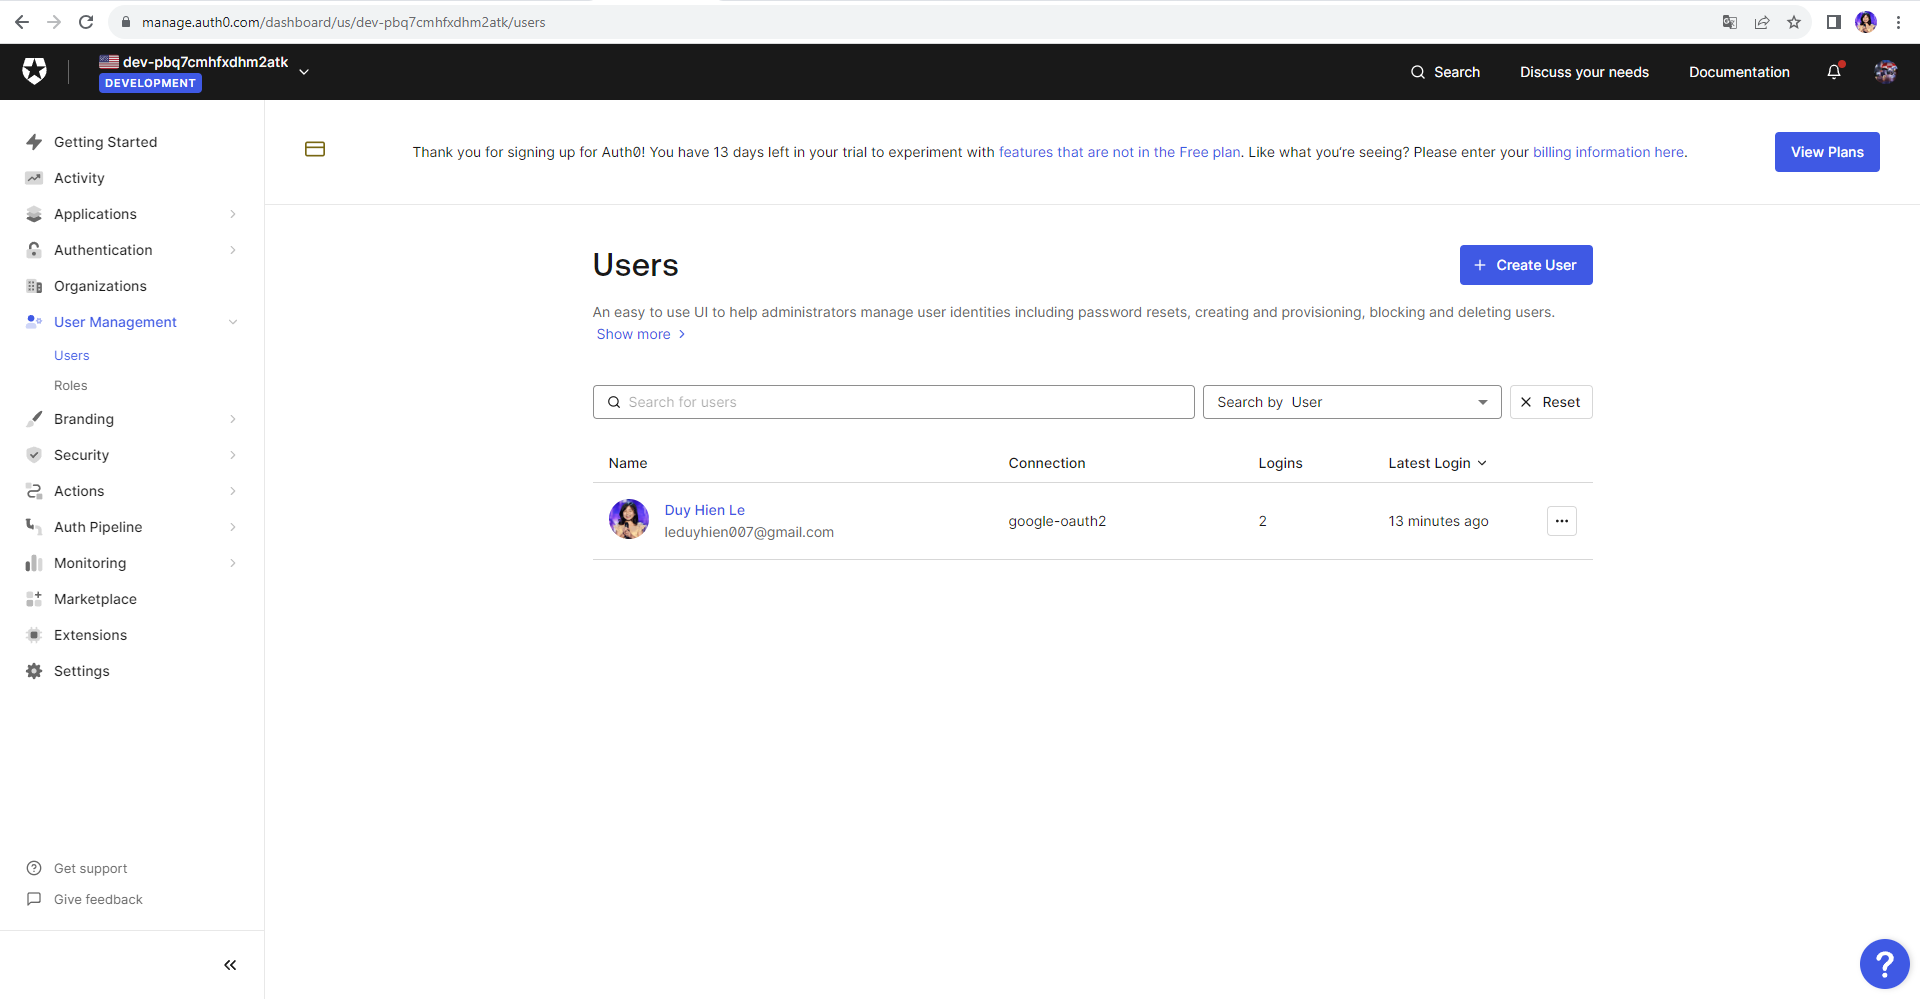 manage.auth0.com/dashboard/us/dev-pbq7cmhfxdhm2atk/users
dev-pbq7cmhfxdhm2atk
DEVELOPMENT
Search
Discuss your needs
Documentation
Getting Started
Activity
Applications
Authentication
Organizations
User Management
Users
Roles
Branding
Security
Actions
Auth Pipeline
Monitoring
Marketplace
Extensions
Settings
Get support
Give feedback
Thank you for signing up for Auth0! You have 13 days left in your trial to experiment with features that are not in the Free plan. Like what you're seeing? Please enter your billing information here.
View Plans
Users
+ Create User
An easy to use UI to help administrators manage user identities including password resets, creating and provisioning, blocking and deleting users.
Show more
Search for users
Search by User
Reset
Name Connection Logins Latest Login
Duy Hien Le
leduyhien007@gmail.com
google-oauth2
2
13 minutes ago
?